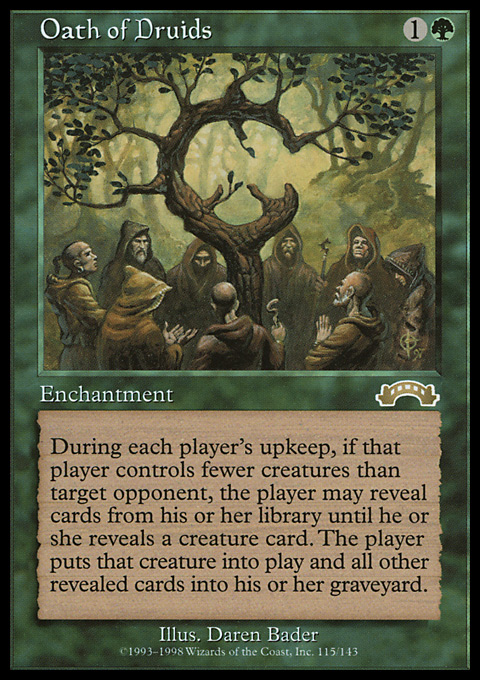 Oath of Druids 1
Enchantment
During each player's upkeep, if that
player controls fewer creatures than
target opponent, the player may reveal
cards from his or her library until he or
she reveals a creature card. The player
puts that creature into play and all other
revealed cards into his or her graveyard.
Illus. Daren Bader
©1993–1998 Wizards of the Coast, Inc. 115/143